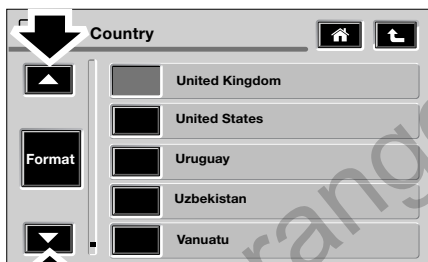 Country
United Kingdom
United States
Format
Uruguay
Uzbekistan
Vanuatu